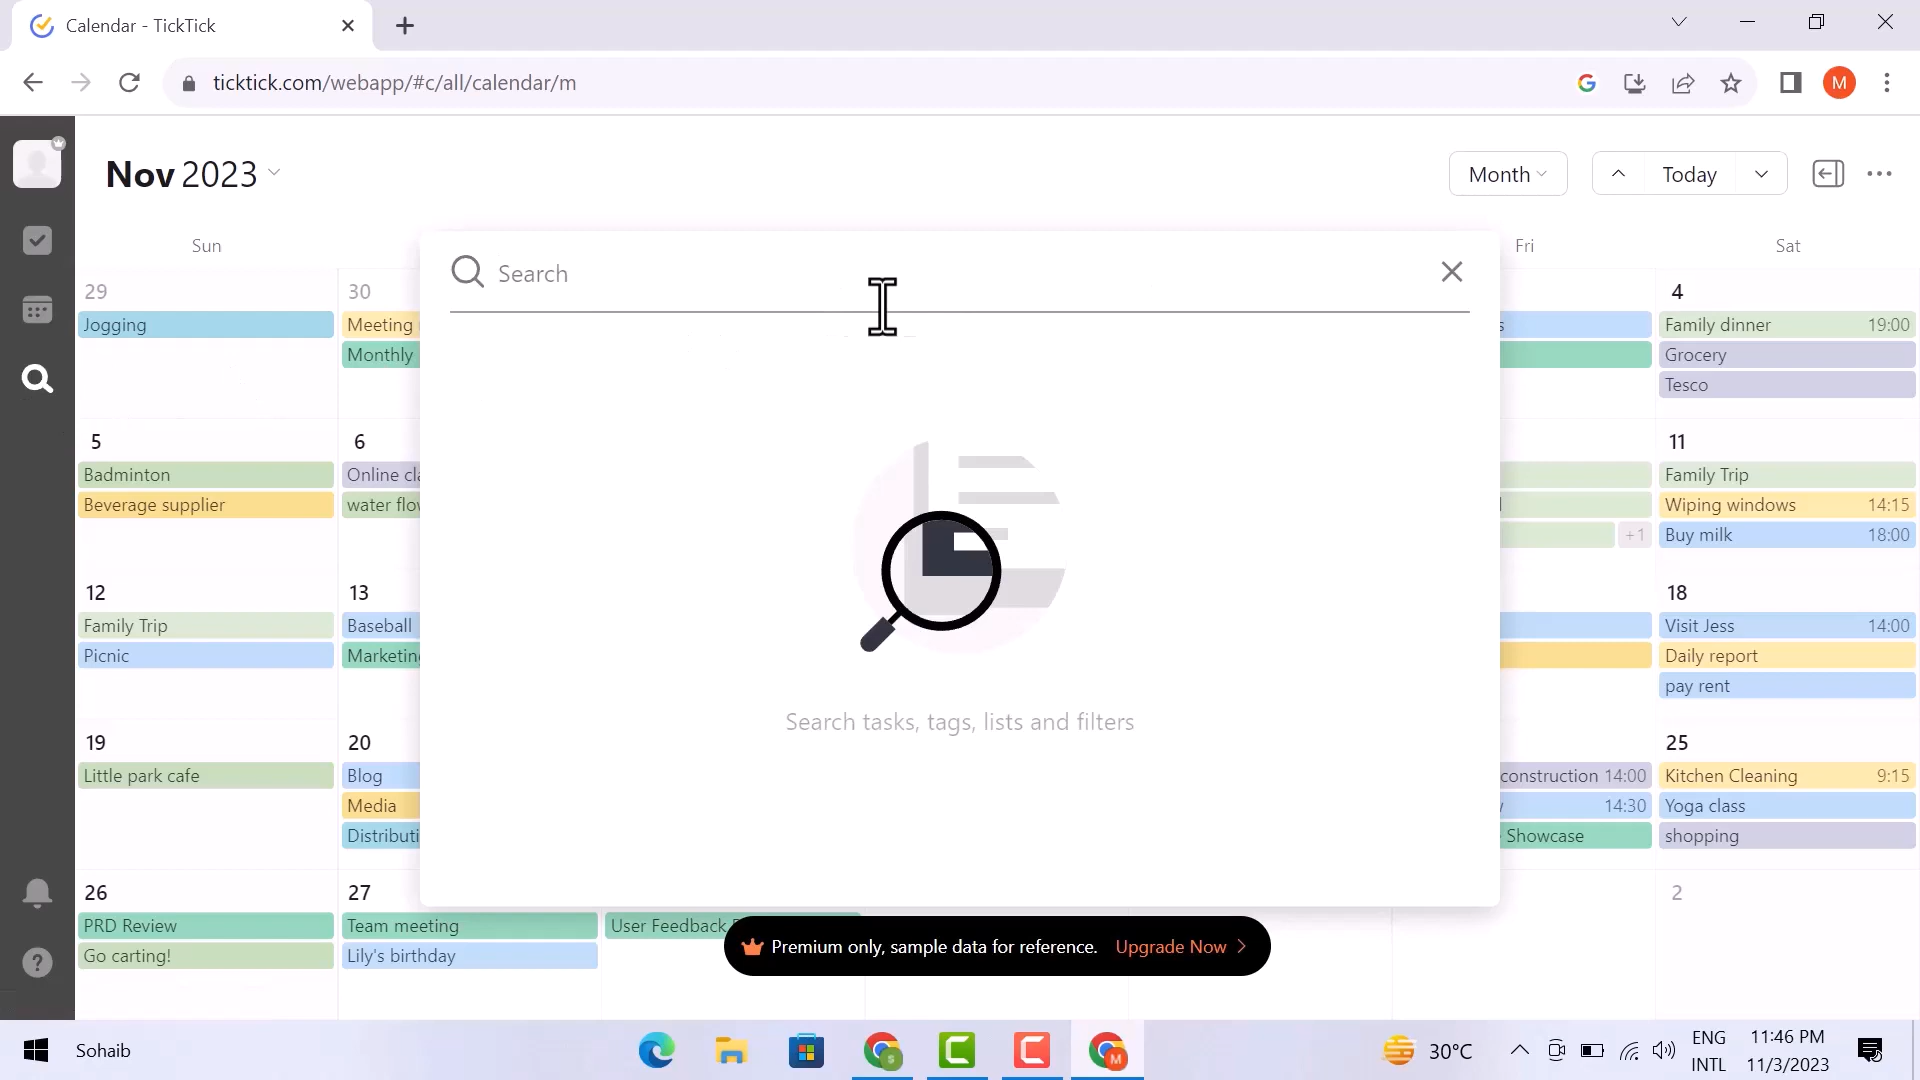 Calendar - TickTick
ticktick.com/webapp/#c/all/calendar/m
M
Nov 2023
Month
Today
Sun
Fri
Sat
Search
29
30
4
Jogging
Meeting
s
Family dinner 19:00
Monthly
Grocery
Tesco
5
6
11
Badminton
Online cla
Family Trip
Beverage supplier
water flow
Wiping windows 14:15
+1
Buy milk 18:00
12
13
18
Family Trip
Baseball
Visit Jess 14:00
Picnic
Marketing
Daily report
pay rent
Search tasks, tags, lists and filters
19
20
25
Little park cafe
Blog
construction 14:00
Kitchen Cleaning 9:15
Media
14:30
Yoga class
Distributi
Showcase
shopping
26
27
2
PRD Review
Team meeting
User Feedback
Go carting!
Lily's birthday
Premium only, sample data for reference. Upgrade Now
?
Sohaib
S
M
30°C
ENG
INTL
11:46 PM
11/3/2023